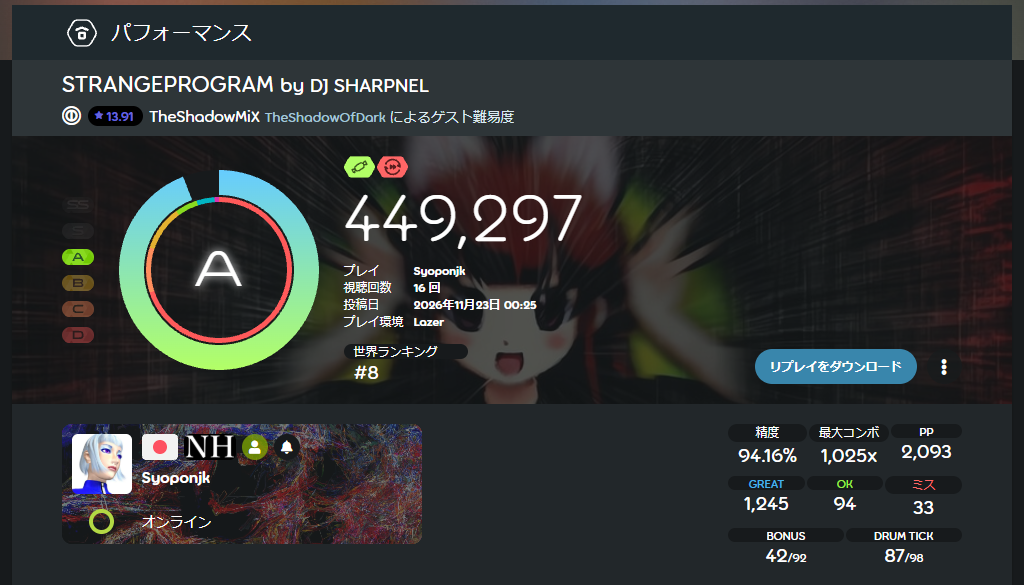 パフォーマンス
STRANGEPROGRAM by DJ SHARPNEL
13.91 TheShadowMiX TheShadowOfDark によるゲスト難易度
SS
S
A
B
C
D
A
449,297
プレイ Syoponjk
視聴回数 16 回
投稿日 2026年11月23日 00:25
プレイ環境 Lazer
世界ランキング
#8
リプレイをダウンロード
NH
Syoponjk
オンライン
精度 最大コンボ PP
94.16% 1,025x 2,093
GREAT OK ミス
1,245 94 33
BONUS DRUM TICK
42/92 87/98